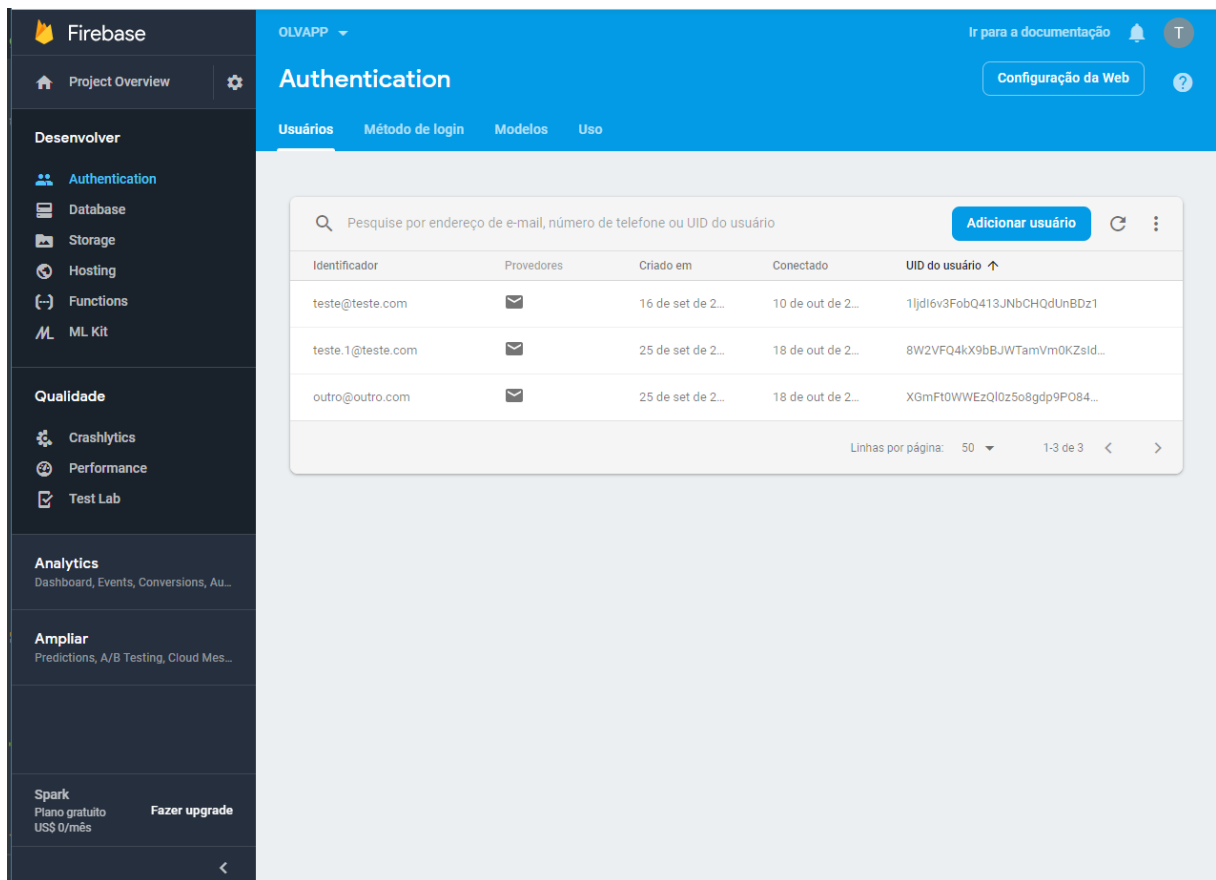 Firebase
Project Overview
Desenvolver
Authentication
Database
Storage
Hosting
Functions
ML Kit
Qualidade
Crashlytics
Performance
Test Lab
Analytics
Dashboard, Events, Conversions, Au...
Ampliar
Predictions, A/B Testing, Cloud Mes...
Spark
Plano gratuito
US$ 0/mês
Fazer upgrade
OLVAPP
Ir para a documentação
T
Authentication
Configuração da Web
Usuários Método de login Modelos Uso
Pesquise por endereço de e-mail, número de telefone ou UID do usuário
Adicionar usuário
Identificador Provedores Criado em Conectado UID do usuário
teste@teste.com 16 de set de 2... 10 de out de 2... 1ljdI6v3FobQ413JNbCHQdUnBDz1
teste.1@teste.com 25 de set de 2... 18 de out de 2... 8W2VFQ4kX9bBJWTamVm0KZsId...
outro@outro.com 25 de set de 2... 18 de out de 2... XGmFt0WWEzQl0z5o8gdp9PO84...
Linhas por página: 50 1-3 de 3